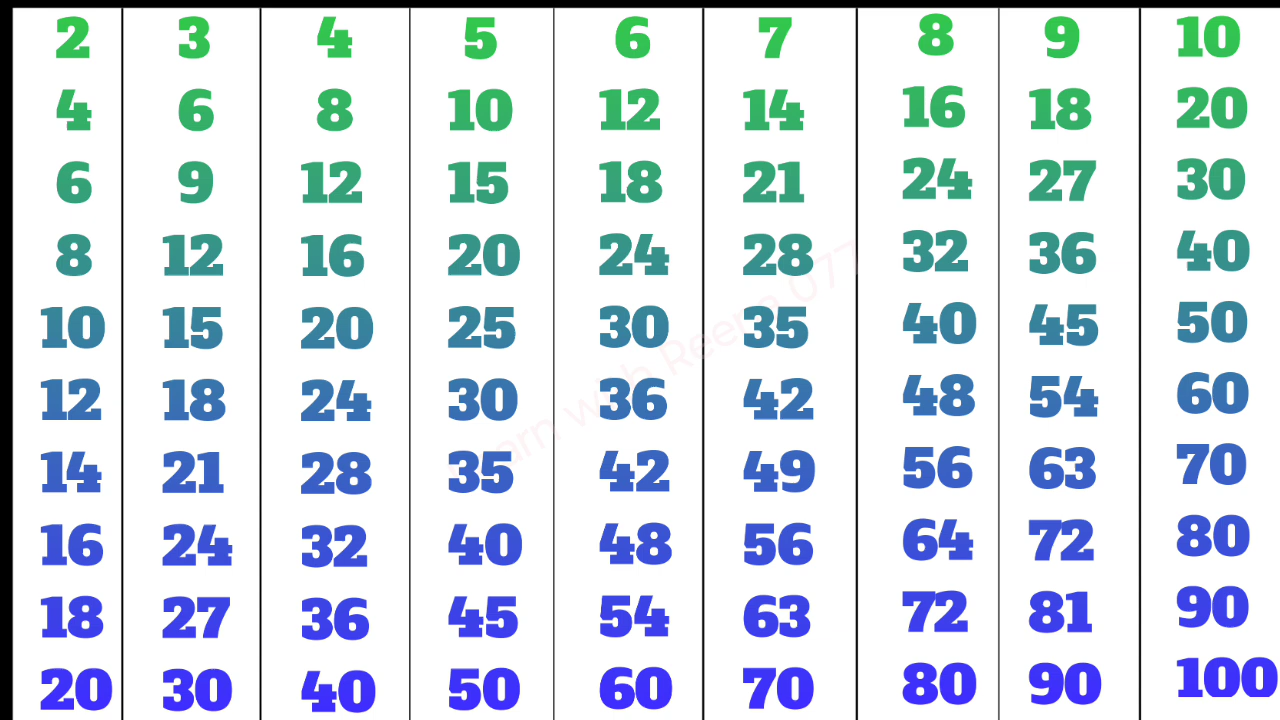 2 3 4 5 6 7 8 9 10
4 6 8 10 12 14 16 18 20
6 9 12 15 18 21 24 27 30
8 12 16 20 24 28 32 36 40
10 15 20 25 30 35 40 45 50
12 18 24 30 36 42 48 54 60
14 21 28 35 42 49 56 63 70
16 24 32 40 48 56 64 72 80
18 27 36 45 54 63 72 81 90
20 30 40 50 60 70 80 90 100